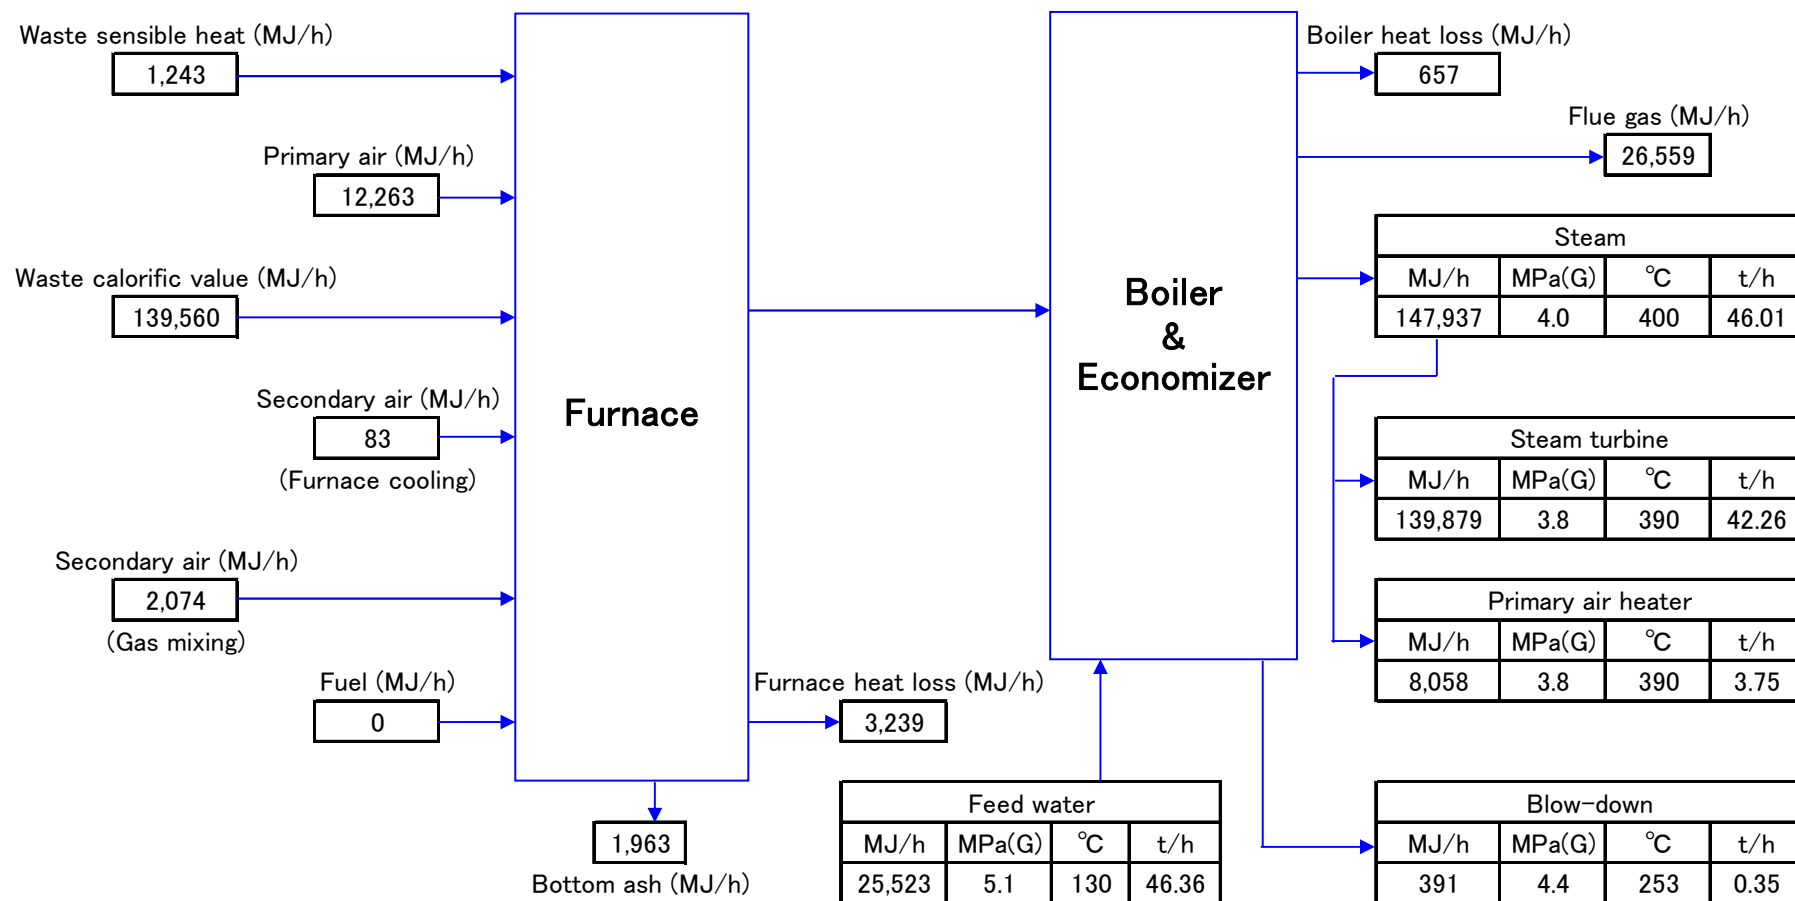 Waste sensible heat (MJ/h)
1,243
Primary air (MJ/h)
12,263
Waste calorific value (MJ/h)
139,560
Secondary air (MJ/h)
83
(Furnace cooling)
Secondary air (MJ/h)
2,074
(Gas mixing)
Fuel (MJ/h)
0
Furnace
Furnace heat loss (MJ/h)
3,239
1,963
Bottom ash (MJ/h)
Boiler
&
Economizer
Feed water
MJ/h MPa(G) ℃ t/h
25,523 5.1 130 46.36
Boiler heat loss (MJ/h)
657
Flue gas (MJ/h)
26,559
Steam
MJ/h MPa(G) ℃ t/h
147,937 4.0 400 46.01
Steam turbine
MJ/h MPa(G) ℃ t/h
139,879 3.8 390 42.26
Primary air heater
MJ/h MPa(G) ℃ t/h
8,058 3.8 390 3.75
Blow-down
MJ/h MPa(G) ℃ t/h
391 4.4 253 0.35